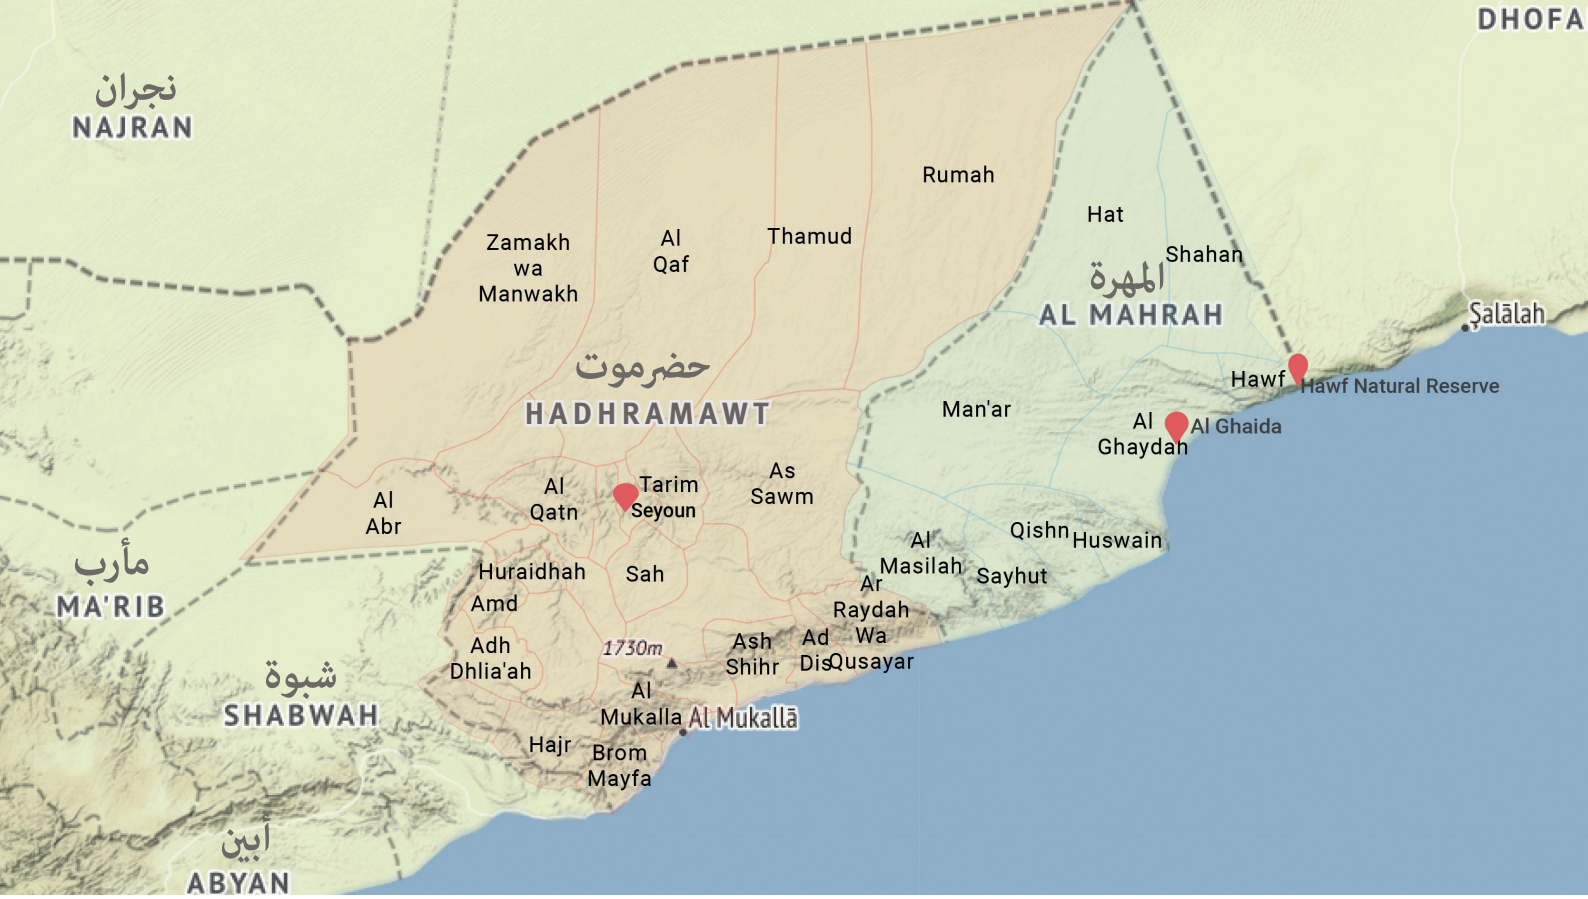 DHOFA
نجران
NAJRAN
Rumah
Hat
Zamakh
wa
Manwakh
Al
Qaf
Thamud
Shahan
المهرة
AL MAHRAH
Ṣalālah
حضرموت
HADHRAMAWT
Hawf
Hawf Natural Reserve
Man'ar
Al
Ghaydah
Al Ghaida
Al
Abr
Al
Qatn
Tarim
Seyoun
As
Sawm
Qishn
Huswain
Al
Masilah
Sayhut
مأرب
MA'RIB
Huraidhah
Sah
Amd
Ar
Raydah
Wa
Qusayar
Adh
Dhlia'ah
1730m
Ash
Shihr
Ad
Dis
شبوة
SHABWAH
Al
Mukalla
Al Mukallā
Hajr
Brom
Mayfa
أبين
ABYAN